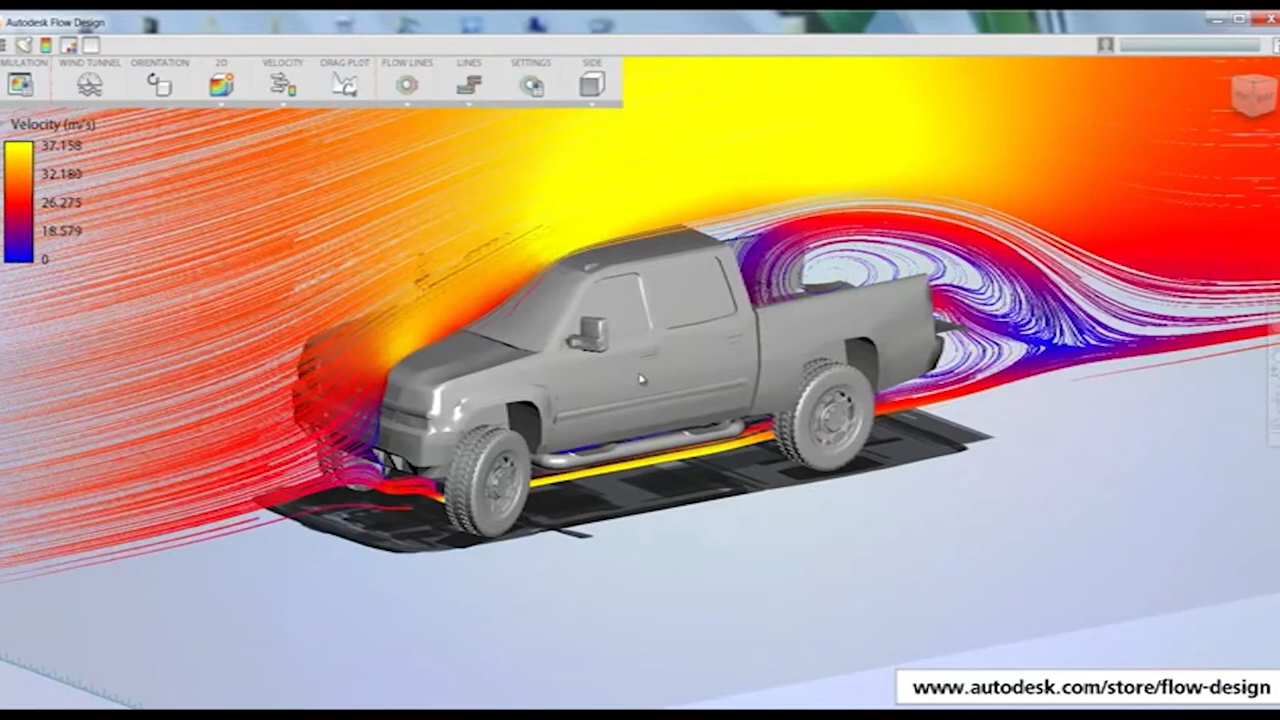 Autodesk Flow Design
MULATION WIND TUNNEL ORIENTATION 2D VELOCITY DRAG PLOT FLOW LINES LINES SETTINGS SIDE
Velocity (m/s)
37.158
32.180
26.275
18.579
0
www.autodesk.com/store/flow-design